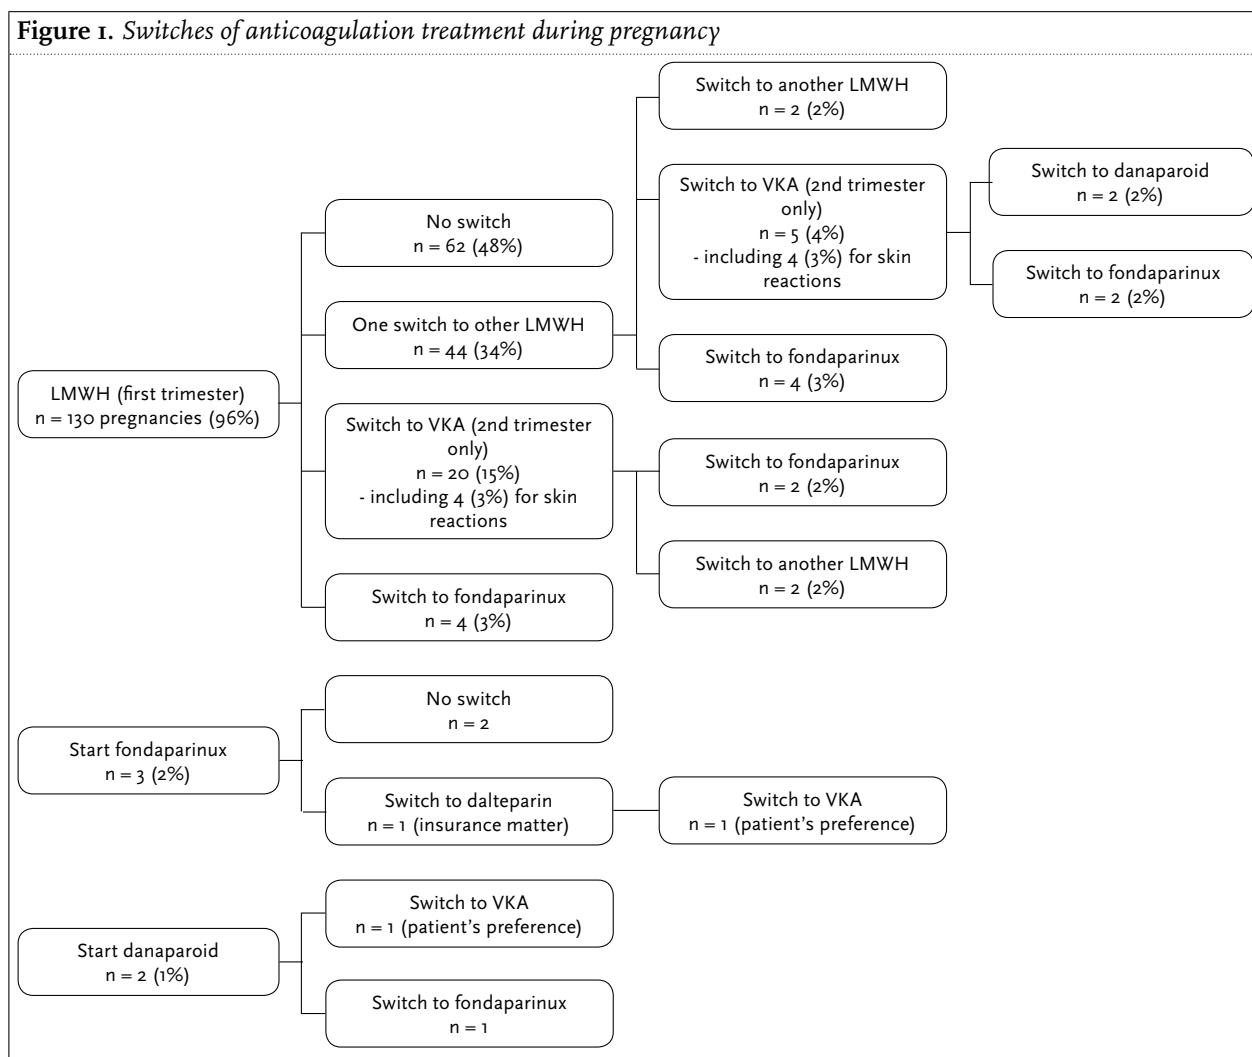 Figure 1. Switches of anticoagulation treatment during pregnancy
LMWH (first trimester)
n = 130 pregnancies (96%)
No switch
n = 62 (48%)
One switch to other LMWH
n = 44 (34%)
Switch to another LMWH
n = 2 (2%)
Switch to VKA (2nd trimester
only)
n = 5 (4%)
- including 4 (3%) for skin
reactions
Switch to danaparoid
n = 2 (2%)
Switch to fondaparinux
n = 2 (2%)
Switch to fondaparinux
n = 4 (3%)
Switch to VKA (2nd trimester
only)
n = 20 (15%)
- including 4 (3%) for skin
reactions
Switch to fondaparinux
n = 2 (2%)
Switch to another LMWH
n = 2 (2%)
Switch to fondaparinux
n = 4 (3%)
Start fondaparinux
n = 3 (2%)
No switch
n = 2
Switch to dalteparin
n = 1 (insurance matter)
Switch to VKA
n = 1 (patient's preference)
Start danaparoid
n = 2 (1%)
Switch to VKA
n = 1 (patient's preference)
Switch to fondaparinux
n = 1